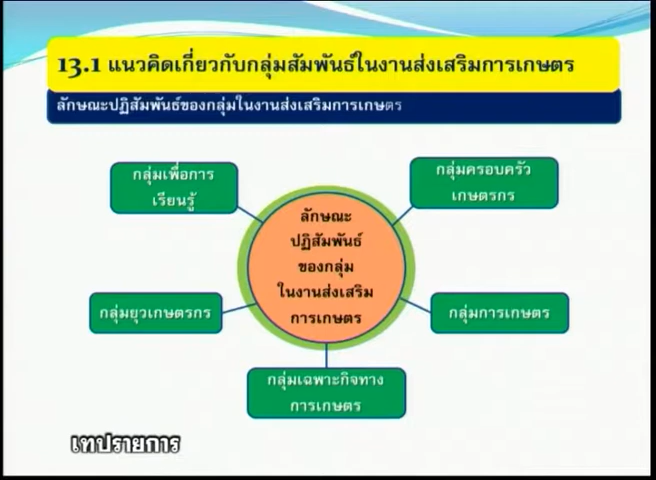 13.1 แนวคิดเกี่ยวกับกลุ่มสัมพันธ์ในงานส่งเสริมการเกษตร
ลักษณะปฏิสัมพันธ์ของกลุ่มในงานส่งเสริมการเกษตร
กลุ่มเพื่อการ
เรียนรู้
กลุ่มครอบครัว
เกษตรกร
ลักษณะ
ปฏิสัมพันธ์
ของกลุ่ม
ในงานส่งเสริม
การเกษตร
กลุ่มยุวเกษตรกร
กลุ่มการเกษตร
กลุ่มเฉพาะกิจทาง
การเกษตร
เทปรายการ